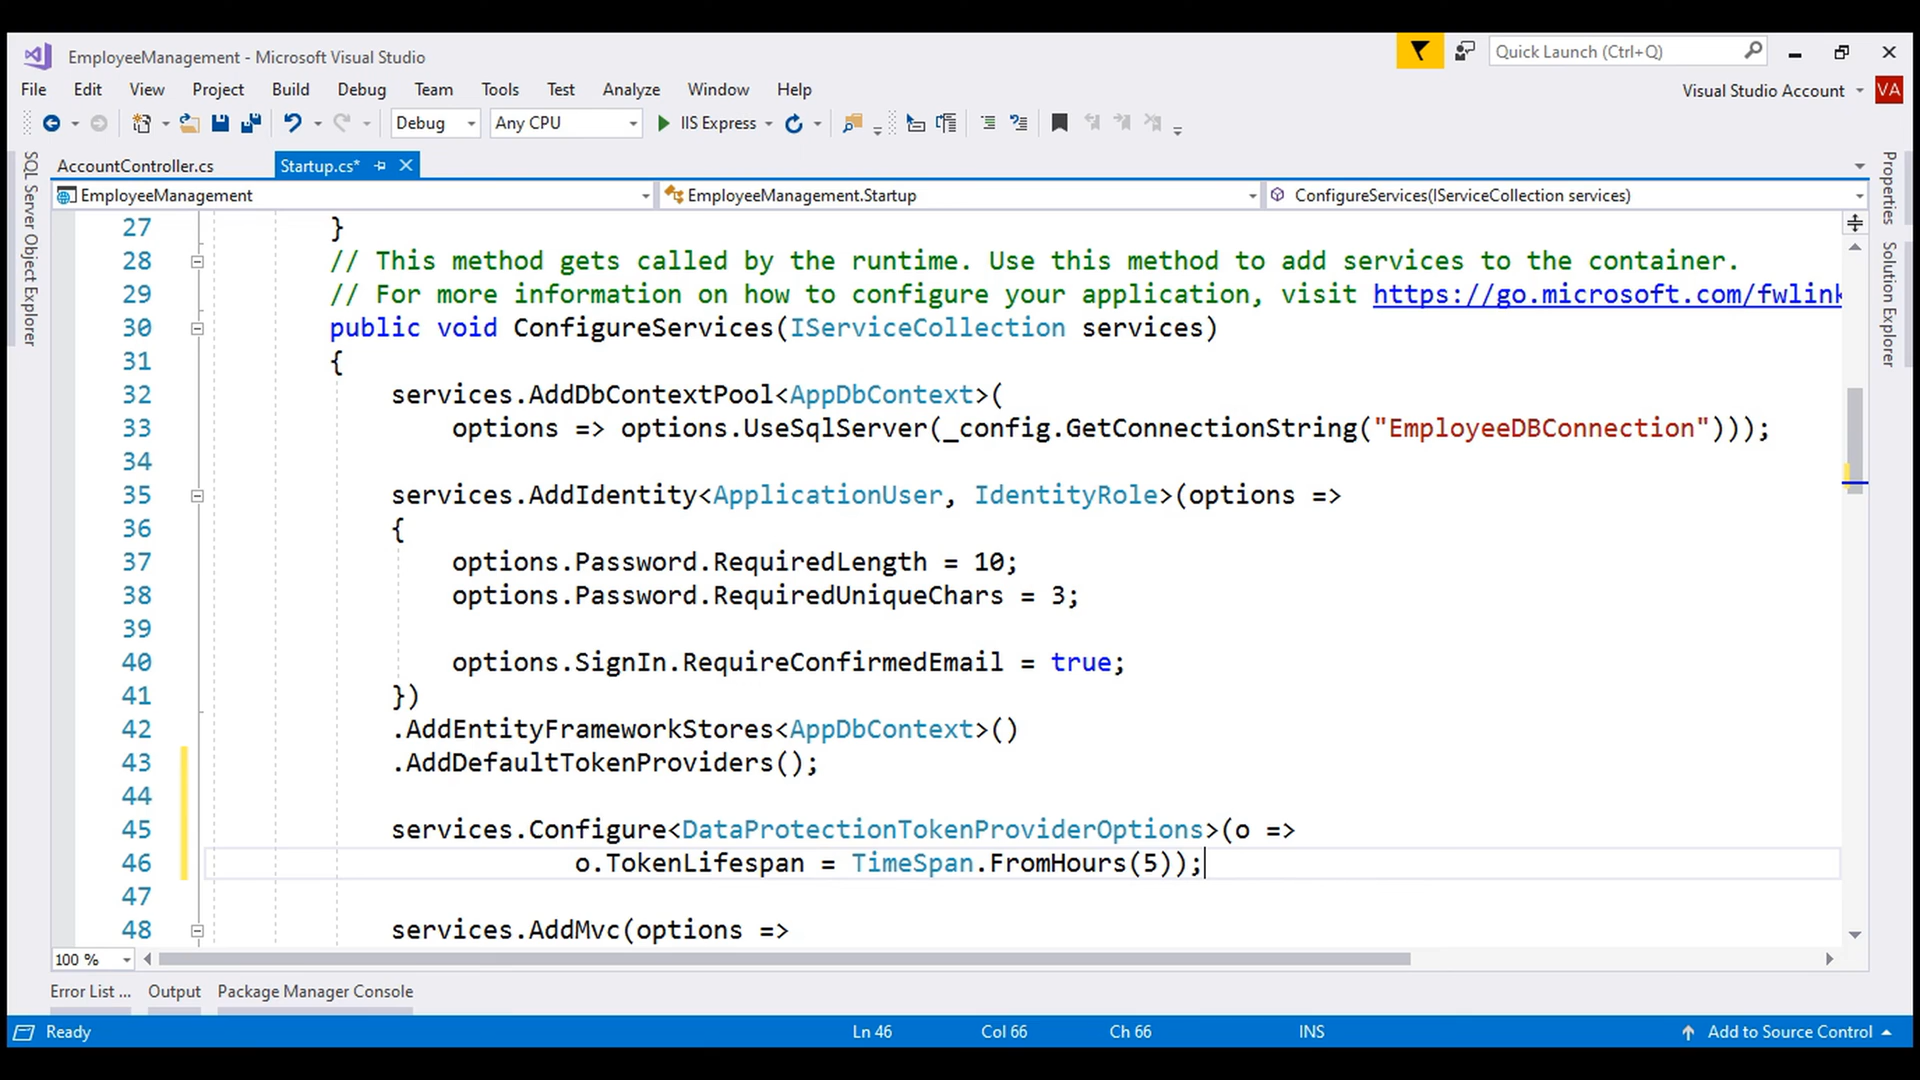 EmployeeManagement - Microsoft Visual Studio
Quick Launch (Ctrl+Q)
File Edit View Project Build Debug Team Tools Test Analyze Window Help
Visual Studio Account VA
Debug Any CPU IIS Express
SQL Server Object Explorer
AccountController.cs Startup.cs*
Properties
Solution Explorer
EmployeeManagement EmployeeManagement.Startup ConfigureServices(IServiceCollection services)
27 }
28 // This method gets called by the runtime. Use this method to add services to the container.
29 // For more information on how to configure your application, visit https://go.microsoft.com/fwlink
30 public void ConfigureServices(IServiceCollection services)
31 {
32 services.AddDbContextPool<AppDbContext>(
33 options => options.UseSqlServer(_config.GetConnectionString("EmployeeDBConnection")));
34
35 services.AddIdentity<ApplicationUser, IdentityRole>(options =>
36 {
37 options.Password.RequiredLength = 10;
38 options.Password.RequiredUniqueChars = 3;
39
40 options.SignIn.RequireConfirmedEmail = true;
41 })
42 .AddEntityFrameworkStores<AppDbContext>()
43 .AddDefaultTokenProviders();
44
45 services.Configure<DataProtectionTokenProviderOptions>(o =>
46 o.TokenLifespan = TimeSpan.FromHours(5));
47
48 services.AddMvc(options =>
100 %
Error List ... Output Package Manager Console
Ready Ln 46 Col 66 Ch 66 INS Add to Source Control